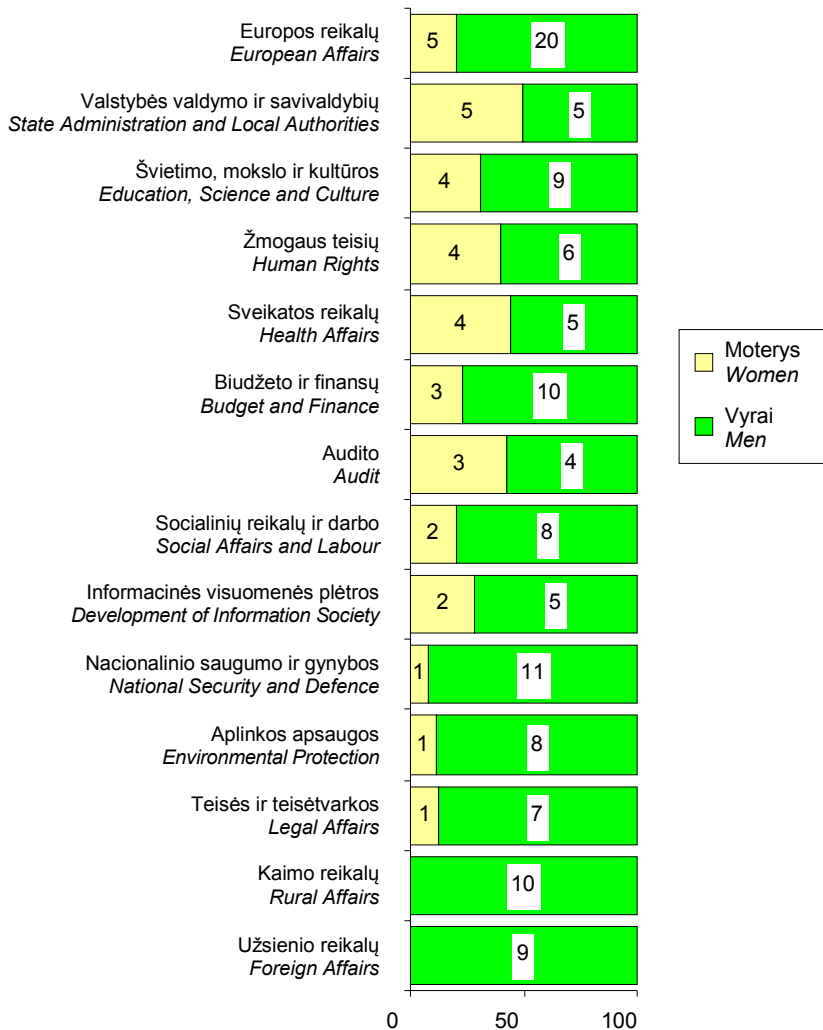 Europos reikalų
European Affairs
5
20
Valstybės valdymo ir savivaldybių
State Administration and Local Authorities
5
5
Švietimo, mokslo ir kultūros
Education, Science and Culture
4
9
Žmogaus teisių
Human Rights
4
6
Sveikatos reikalų
Health Affairs
4
5
Biudžeto ir finansų
Budget and Finance
3
10
Audito
Audit
3
4
Socialinių reikalų ir darbo
Social Affairs and Labour
2
8
Informacinės visuomenės plėtros
Development of Information Society
2
5
Nacionalinio saugumo ir gynybos
National Security and Defence
1
11
Aplinkos apsaugos
Environmental Protection
1
8
Teisės ir teisėtvarkos
Legal Affairs
1
7
Kaimo reikalų
Rural Affairs
10
Užsienio reikalų
Foreign Affairs
9
0 50 100
Moterys
Women
Vyrai
Men